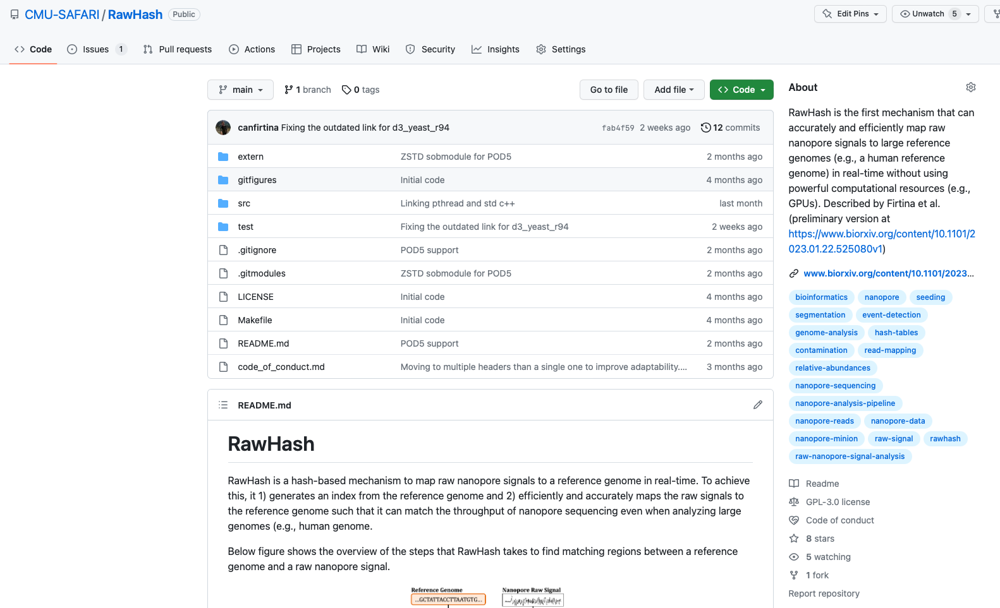 CMU-SAFARI / RawHash Public
Edit Pins Unwatch 5
Code Issues 1 Pull requests Actions Projects Wiki Security Insights Settings
main 1 branch 0 tags Go to file Add file Code
canfirtina Fixing the outdated link for d3_yeast_r94 fab4f59 2 weeks ago 12 commits
extern ZSTD sobmodule for POD5 2 months ago
gitfigures Initial code 4 months ago
src Linking pthread and std c++ last month
test Fixing the outdated link for d3_yeast_r94 2 weeks ago
.gitignore POD5 support 2 months ago
.gitmodules ZSTD sobmodule for POD5 2 months ago
LICENSE Initial code 4 months ago
Makefile Initial code 4 months ago
README.md POD5 support 2 months ago
code_of_conduct.md Moving to multiple headers than a single one to improve adaptability.... 3 months ago
README.md
RawHash
RawHash is a hash-based mechanism to map raw nanopore signals to a reference genome in real-time. To achieve
this, it 1) generates an index from the reference genome and 2) efficiently and accurately maps the raw signals to
the reference genome such that it can match the throughput of nanopore sequencing even when analyzing large
genomes (e.g., human genome.
Below figure shows the overview of the steps that RawHash takes to find matching regions between a reference
genome and a raw nanopore signal.
Reference Genome Nanopore Raw Signal
...GCTATTACCTTAATGTG...
About
RawHash is the first mechanism that can
accurately and efficiently map raw
nanopore signals to large reference
genomes (e.g., a human reference
genome) in real-time without using
powerful computational resources (e.g.,
GPUs). Described by Firtina et al.
(preliminary version at
https://www.biorxiv.org/content/10.1101/2
023.01.22.525080v1)
www.biorxiv.org/content/10.1101/2023...
bioinformatics nanopore seeding
segmentation event-detection
genome-analysis hash-tables
contamination read-mapping
relative-abundances
nanopore-sequencing
nanopore-analysis-pipeline
nanopore-reads nanopore-data
nanopore-minion raw-signal rawhash
raw-nanopore-signal-analysis
Readme
GPL-3.0 license
Code of conduct
8 stars
5 watching
1 fork
Report repository